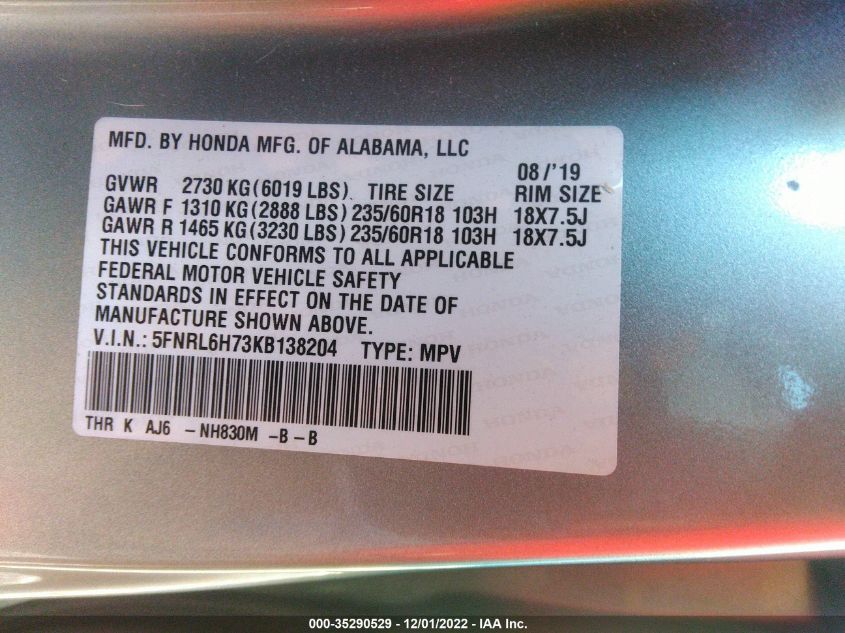 MFD. BY HONDA MFG. OF ALABAMA, LLC
08/'19
GVWR 2730 KG(6019 LBS) TIRE SIZE RIM SIZE
GAWR F 1310 KG(2888 LBS) 235/60R18 103H 18X7.5J
GAWR R 1465 KG(3230 LBS) 235/60R18 103H 18X7.5J
THIS VEHICLE CONFORMS TO ALL APPLICABLE
FEDERAL MOTOR VEHICLE SAFETY
STANDARDS IN EFFECT ON THE DATE OF
MANUFACTURE SHOWN ABOVE.
V.I.N.: 5FNRL6H73KB138204 TYPE: MPV
THR K AJ6 -NH830M -B-B
000-35290529 - 12/01/2022 - IAA Inc.